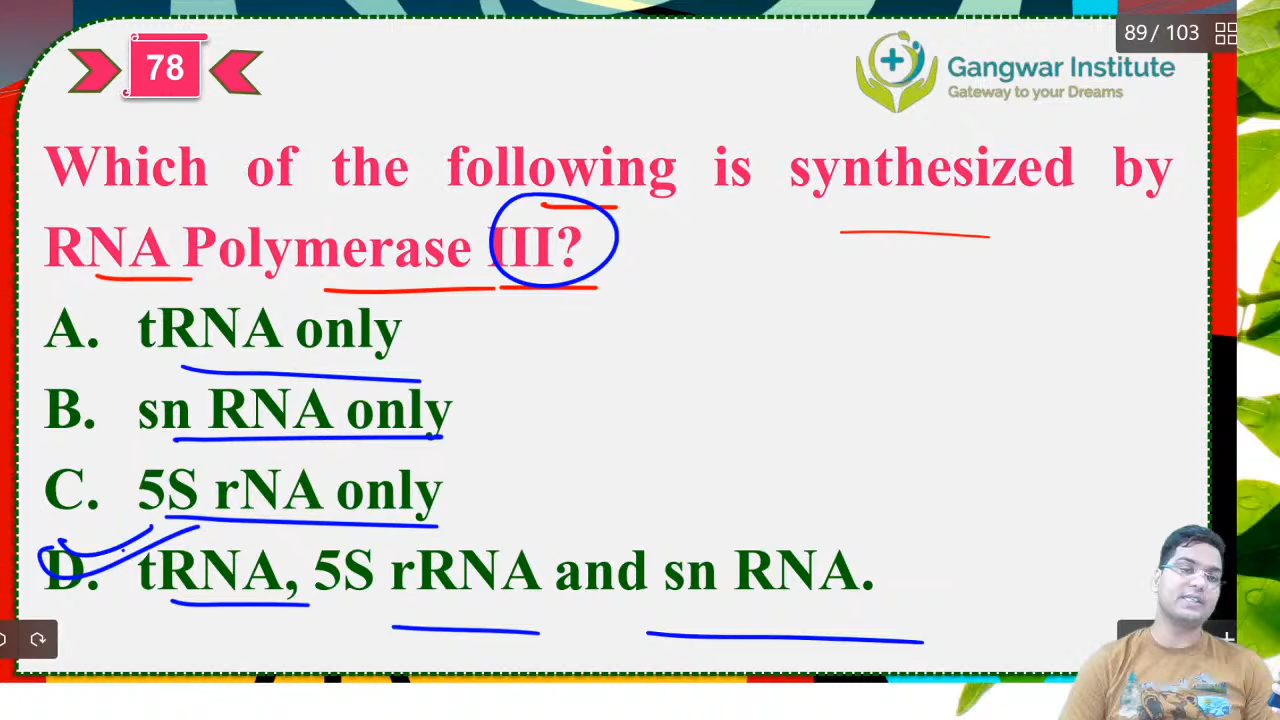 89 / 103
78
Gangwar Institute
Gateway to your Dreams
Which of the following is synthesized by
RNA Polymerase III?
A. tRNA only
B. sn RNA only
C. 5S rNA only
D. tRNA, 5S rRNA and sn RNA.